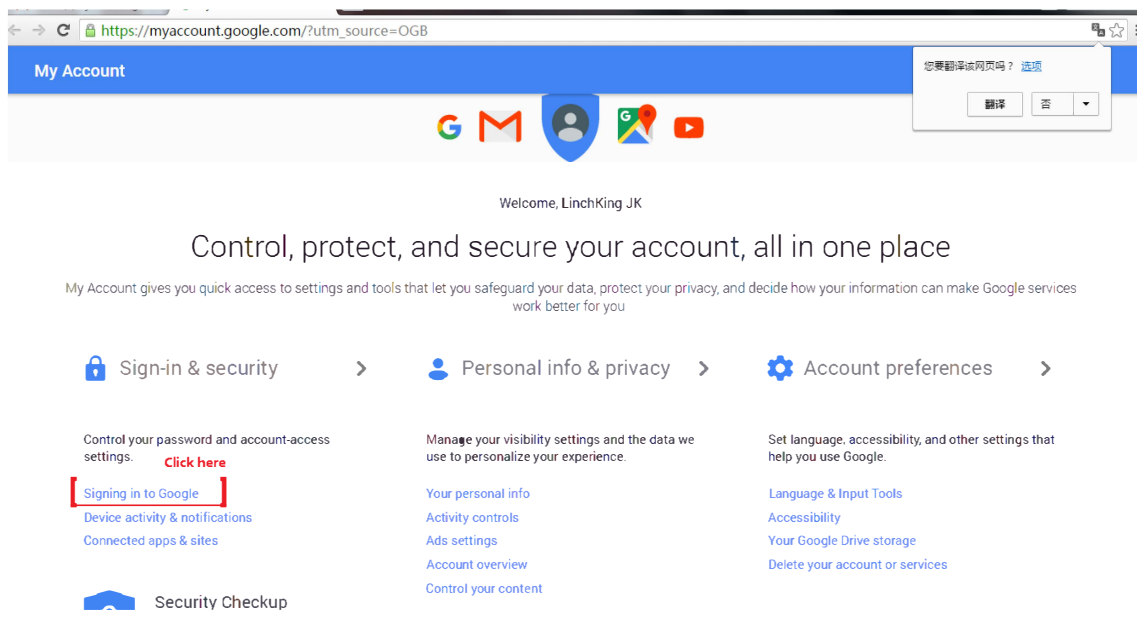 https://myaccount.google.com/?utm_source=OGB
My Account
您要翻译该网页吗？ 选项
翻译 否
Welcome, LinchKing JK
Control, protect, and secure your account, all in one place
My Account gives you quick access to settings and tools that let you safeguard your data, protect your privacy, and decide how your information can make Google services
work better for you
Sign-in & security
Personal info & privacy
Account preferences
Control your password and account-access
settings.
Click here
Signing in to Google
Device activity & notifications
Connected apps & sites
Manage your visibility settings and the data we
use to personalize your experience.
Your personal info
Activity controls
Ads settings
Account overview
Control your content
Set language, accessibility, and other settings that
help you use Google.
Language & Input Tools
Accessibility
Your Google Drive storage
Delete your account or services
Security Checkup